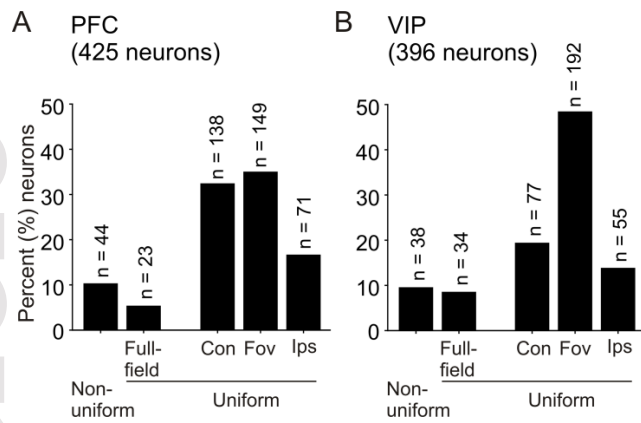 A PFC
(425 neurons)
Percent (%) neurons
50
40
30
20
10
0
n = 44
n = 23
n = 138
n = 149
n = 71
Full-
field
Con
Fov
Ips
Non-
uniform
Uniform
B VIP
(396 neurons)
50
40
30
20
10
0
n = 38
n = 34
n = 77
n = 192
n = 55
Full-
field
Con
Fov
Ips
Non-
uniform
Uniform